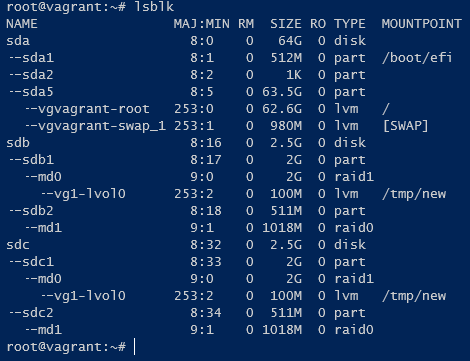 root@vagrant:~# lsblk
NAME                 MAJ:MIN RM  SIZE RO TYPE  MOUNTPOINT
sda                    8:0    0   64G  0 disk
--sda1                 8:1    0  512M  0 part  /boot/efi
--sda2                 8:2    0    1K  0 part
--sda5                 8:5    0 63.5G  0 part
  --vgvagrant-root   253:0    0 62.6G  0 lvm   /
  --vgvagrant-swap_1 253:1    0  980M  0 lvm   [SWAP]
sdb                    8:16   0  2.5G  0 disk
--sdb1                 8:17   0    2G  0 part
  --md0                9:0    0    2G  0 raid1
    --vg1-lvol0      253:2    0  100M  0 lvm   /tmp/new
--sdb2                 8:18   0  511M  0 part
  --md1                9:1    0 1018M  0 raid0
sdc                    8:32   0  2.5G  0 disk
--sdc1                 8:33   0    2G  0 part
  --md0                9:0    0    2G  0 raid1
    --vg1-lvol0      253:2    0  100M  0 lvm   /tmp/new
--sdc2                 8:34   0  511M  0 part
  --md1                9:1    0 1018M  0 raid0
root@vagrant:~#